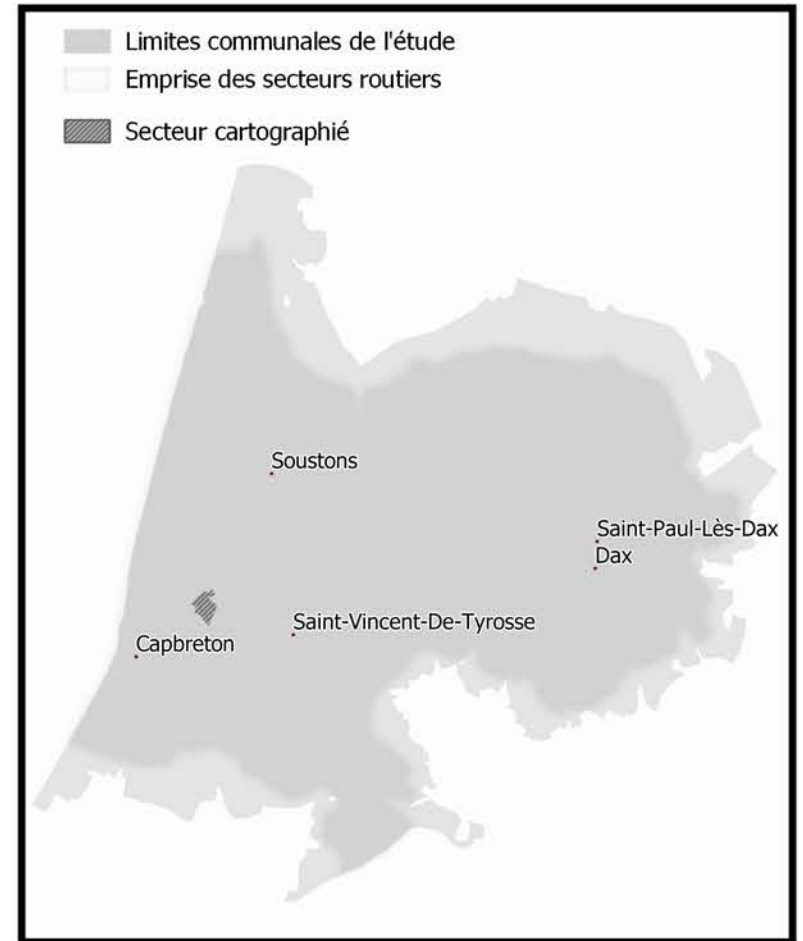 Limites communales de l'étude
Emprise des secteurs routiers
Secteur cartographié
Soustons
Saint-Paul-Lès-Dax
Dax
Saint-Vincent-De-Tyrosse
Capbreton